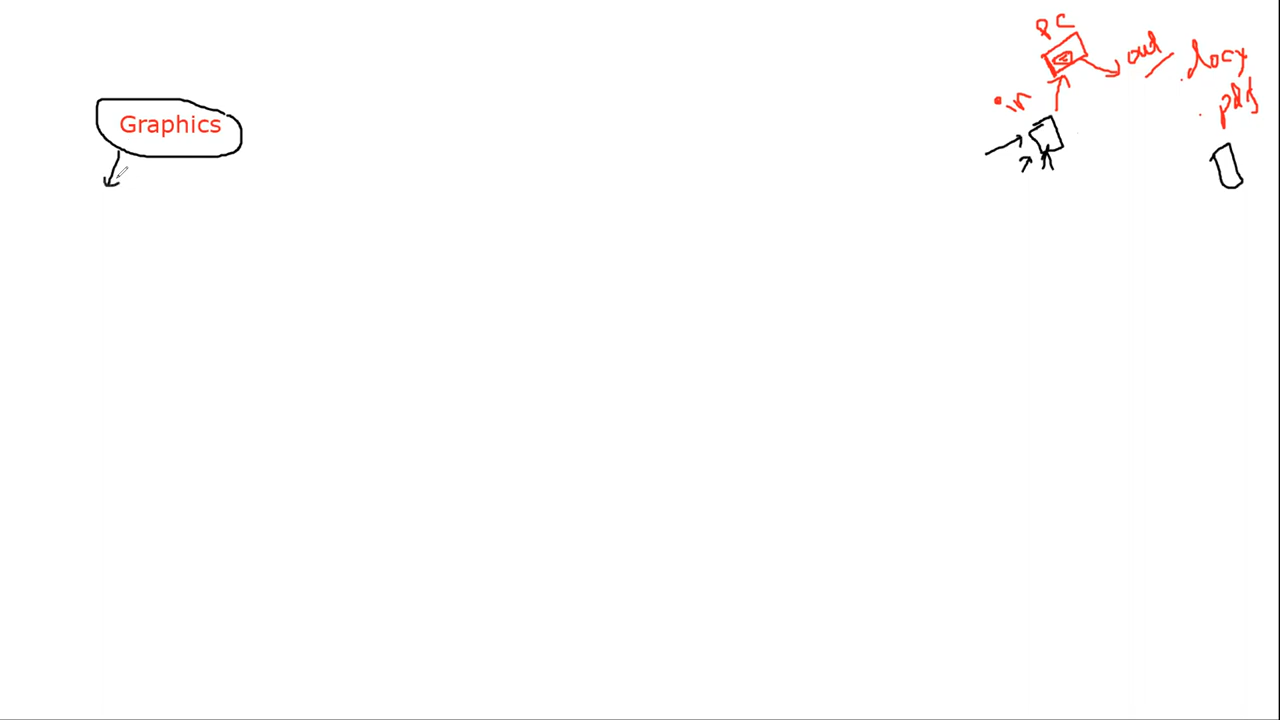 PC
out
.docx
in
.pdf
Graphics